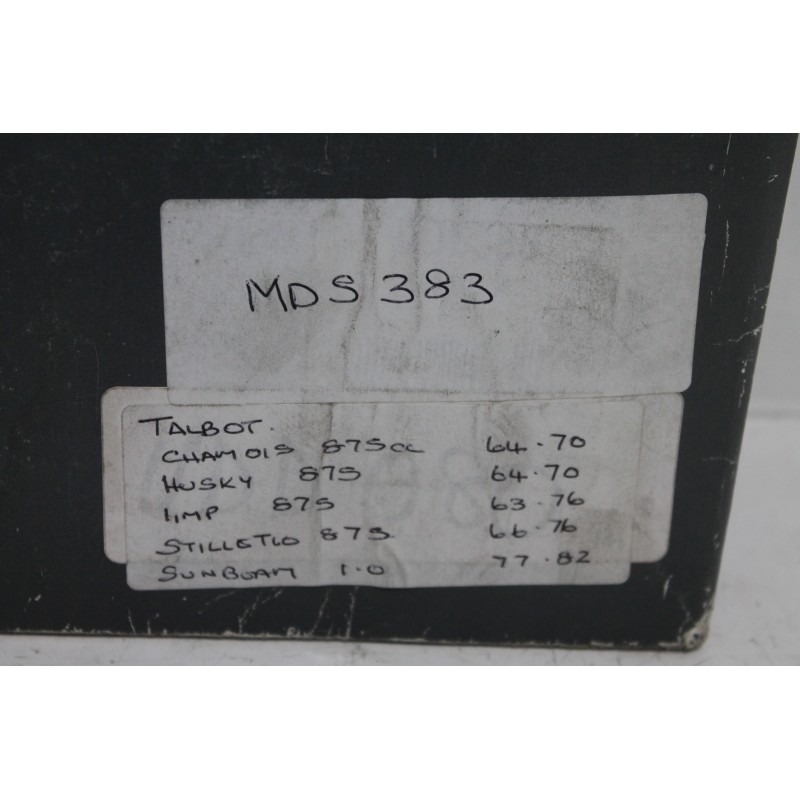 MDS 383
TALBOT.
CHAMOIS 875cc 64.70
HUSKY 875 64.70
IMP 875 63.76
STILLETTO 875 66.76
SUNBEAM 1.0 77.82